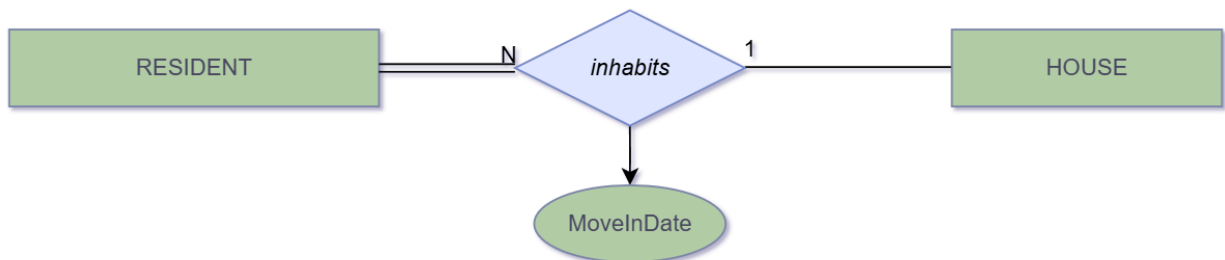 RESIDENT
N
inhabits
1
HOUSE
MoveInDate